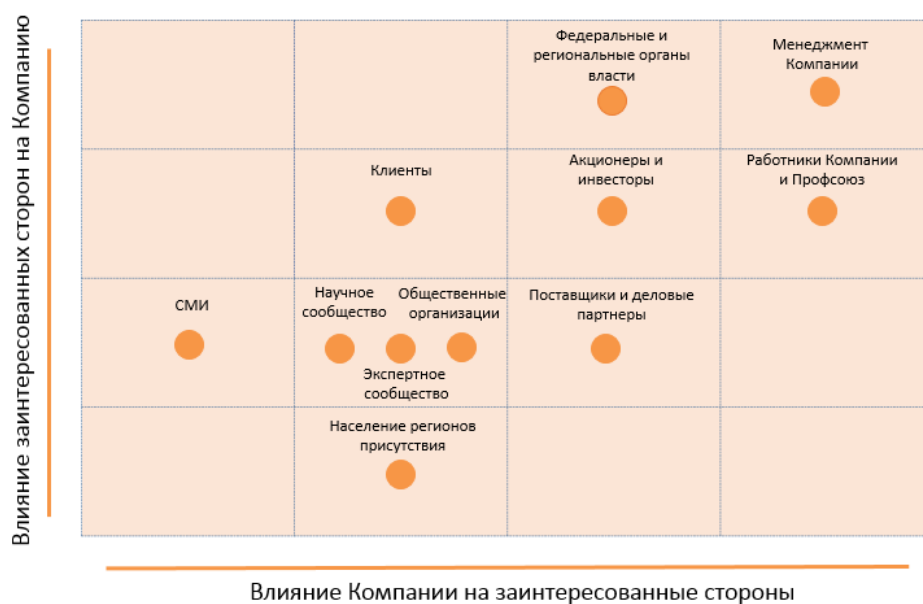 Влияние заинтересованных сторон на Компанию
Федеральные и
региональные органы
власти
Менеджмент
Компании
Клиенты
Акционеры и
инвесторы
Работники Компании
и Профсоюз
СМИ
Научное
сообщество
Общественные
организации
Экспертное
сообщество
Поставщики и деловые
партнеры
Население регионов
присутствия
Влияние Компании на заинтересованные стороны